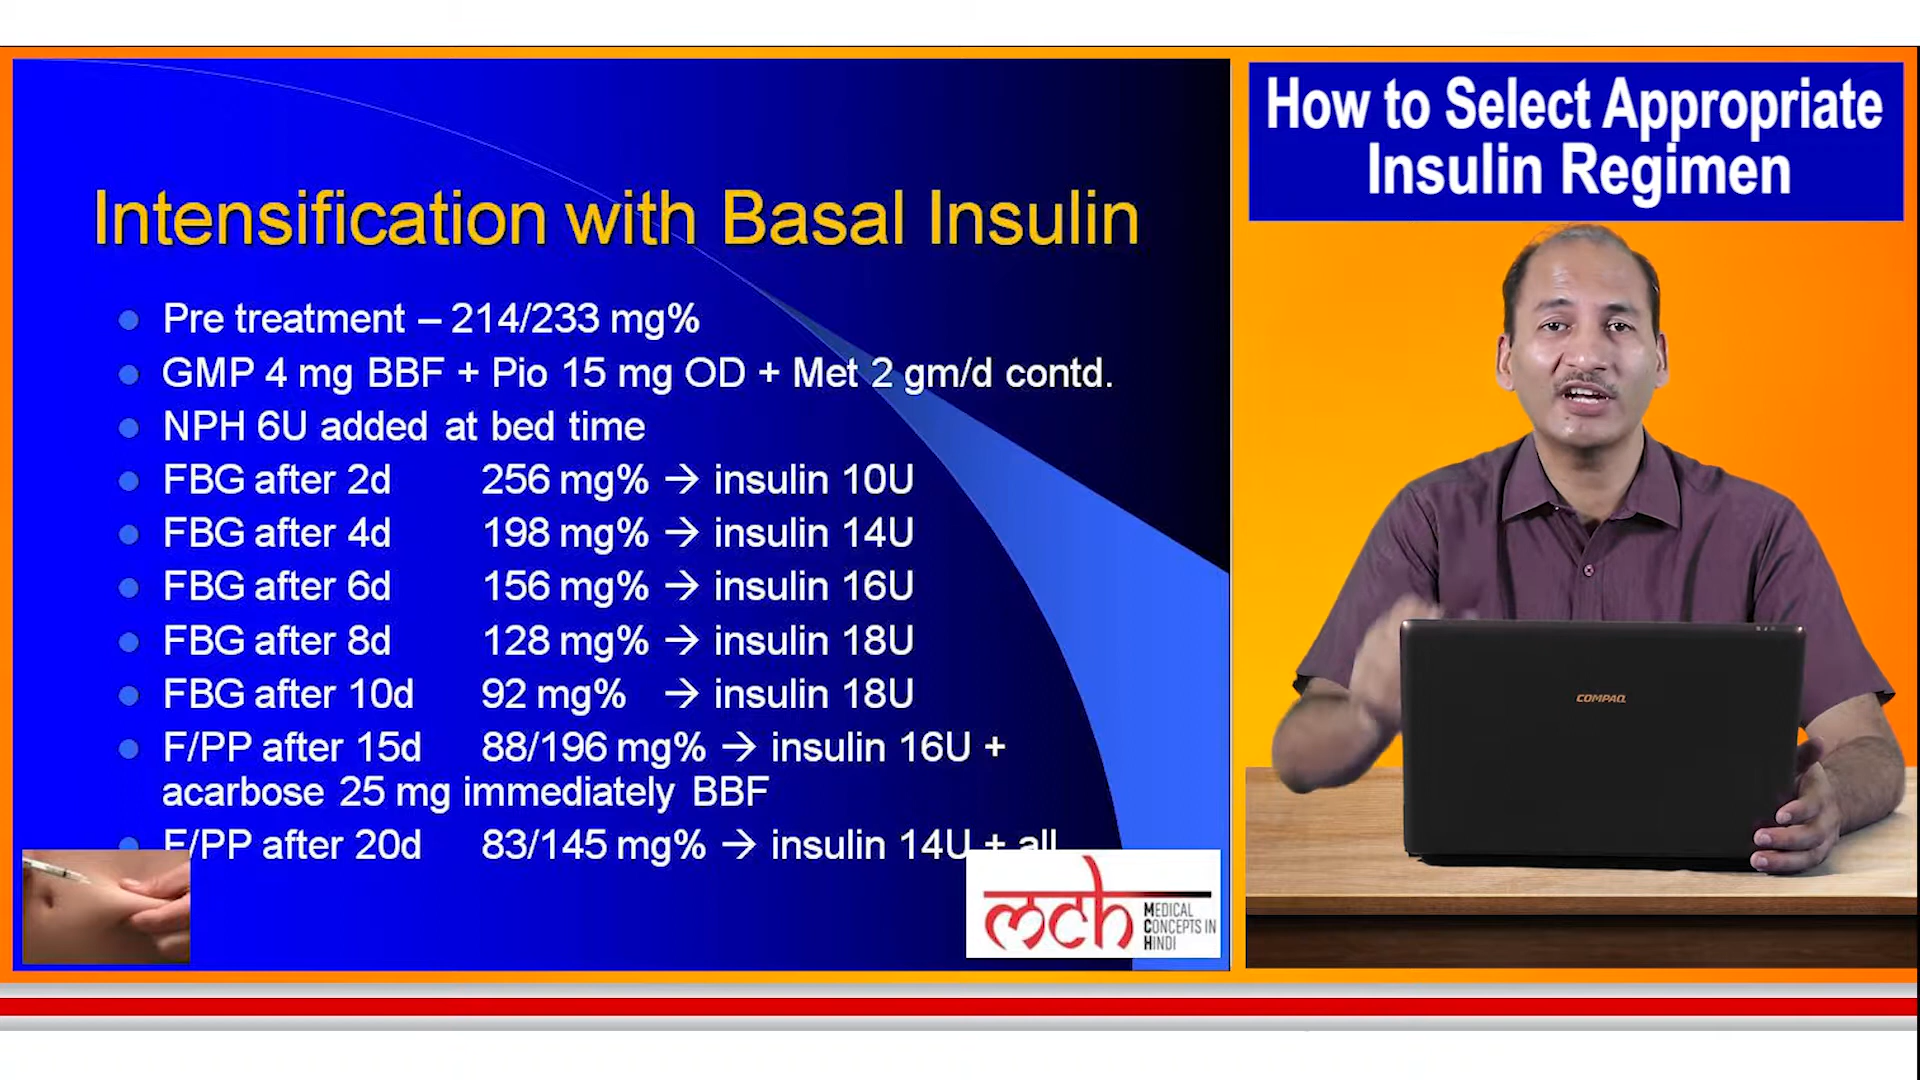 How to Select Appropriate
Insulin Regimen
Intensification with Basal Insulin
Pre treatment – 214/233 mg%
GMP 4 mg BBF + Pio 15 mg OD + Met 2 gm/d contd.
NPH 6U added at bed time
FBG after 2d 256 mg% → insulin 10U
FBG after 4d 198 mg% → insulin 14U
FBG after 6d 156 mg% → insulin 16U
FBG after 8d 128 mg% → insulin 18U
FBG after 10d 92 mg% → insulin 18U
F/PP after 15d 88/196 mg% → insulin 16U +
acarbose 25 mg immediately BBF
F/PP after 20d 83/145 mg% → insulin 14U + all
mch
MEDICAL
CONCEPTS IN
HINDI
COMPAQ